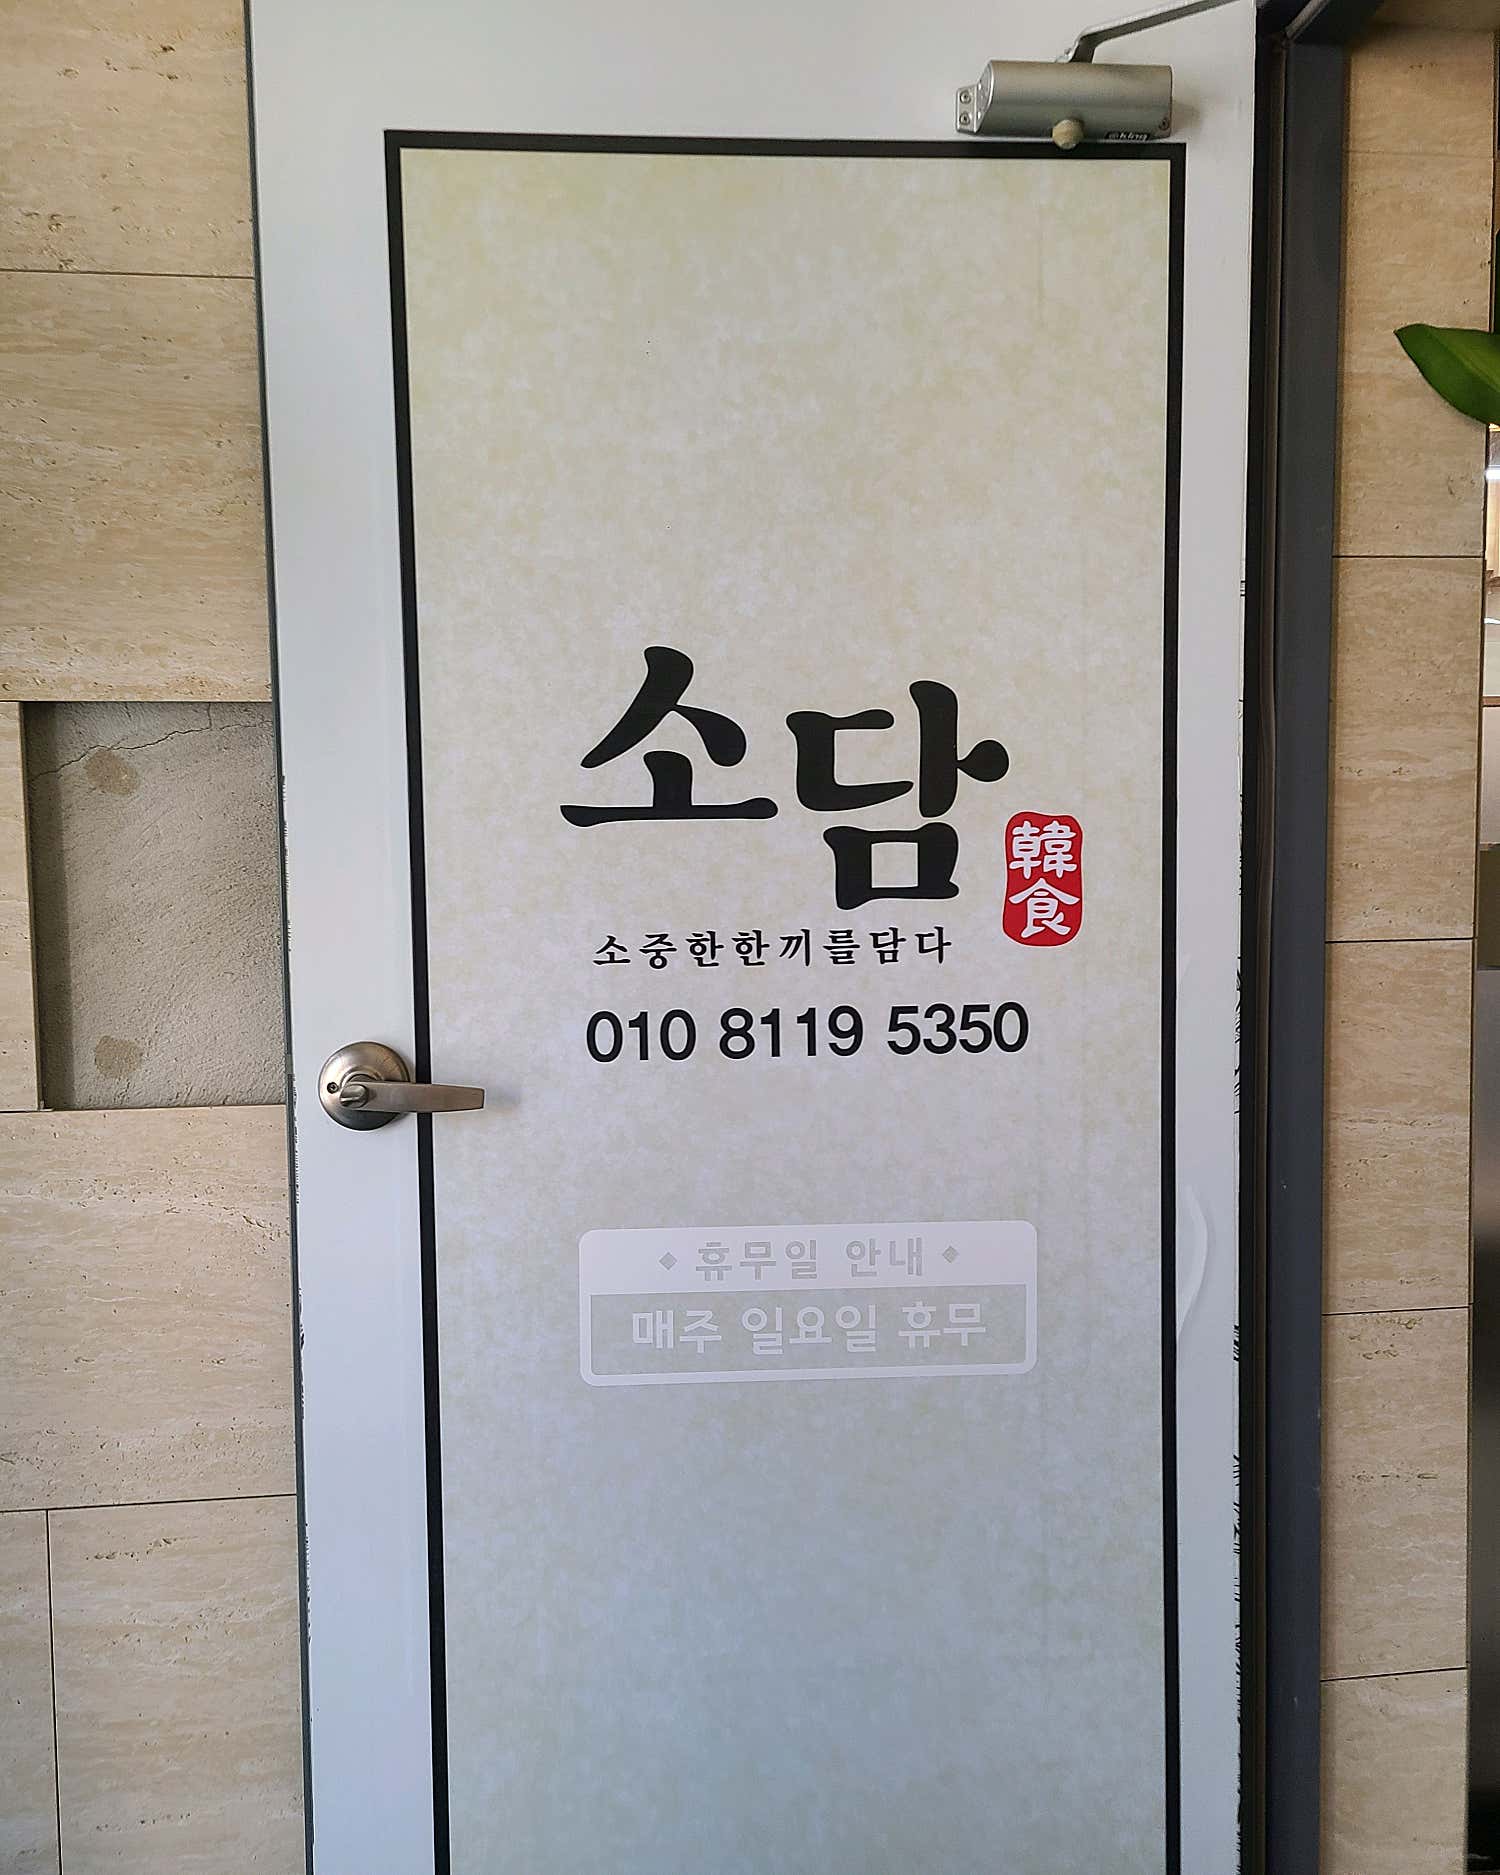 소담
韓食
소중한한끼를담다
010 8119 5350
휴무일 안내
매주 일요일 휴무